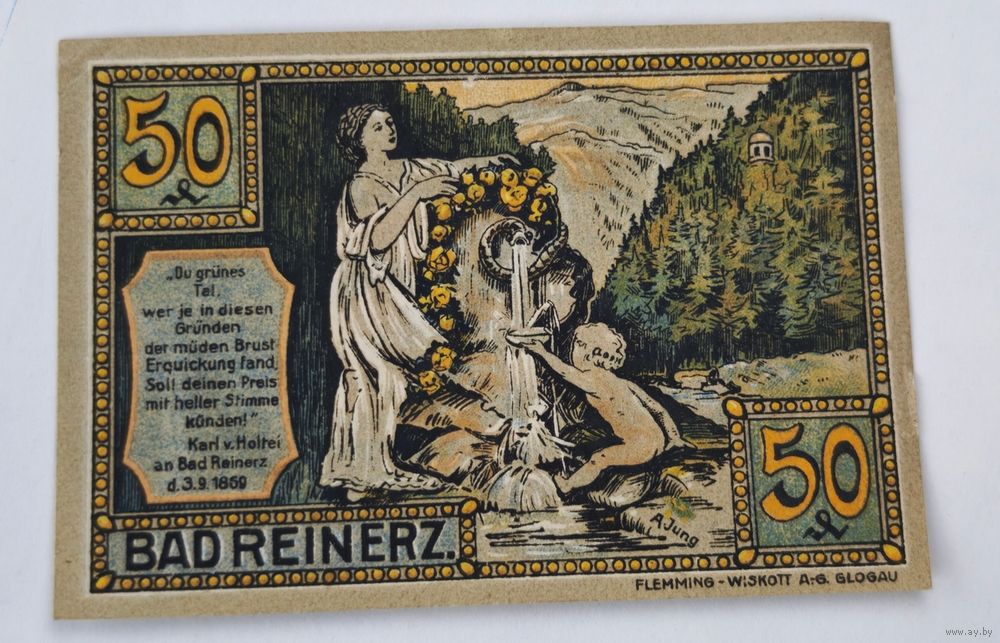 50
„Du grünes
Tel,
wer je in diesen
Gründen
der müden Brust
Erquickung fand,
Soll deinen Preis
mit heller Stimme
künden!"
Karl v. Holtei
an Bad Reinerz
d. 3. 9. 1869
BAD REINERZ.
A. Jung
50
FLEMMING-WISKOTT A.-G. GLOGAU
www.ay.by